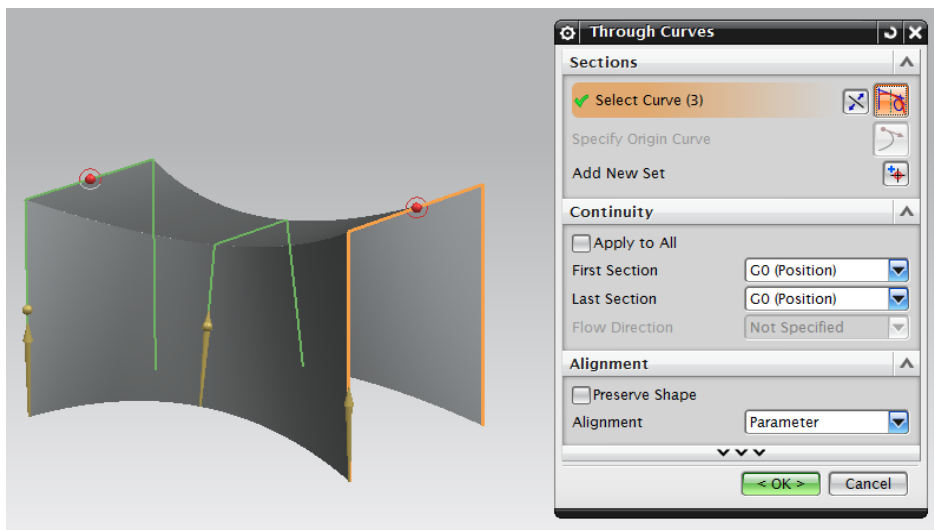 Through Curves
Sections
Select Curve (3)
Specify Origin Curve
Add New Set
Continuity
Apply to All
First Section G0 (Position)
Last Section G0 (Position)
Flow Direction Not Specified
Alignment
Preserve Shape
Alignment Parameter
< OK > Cancel